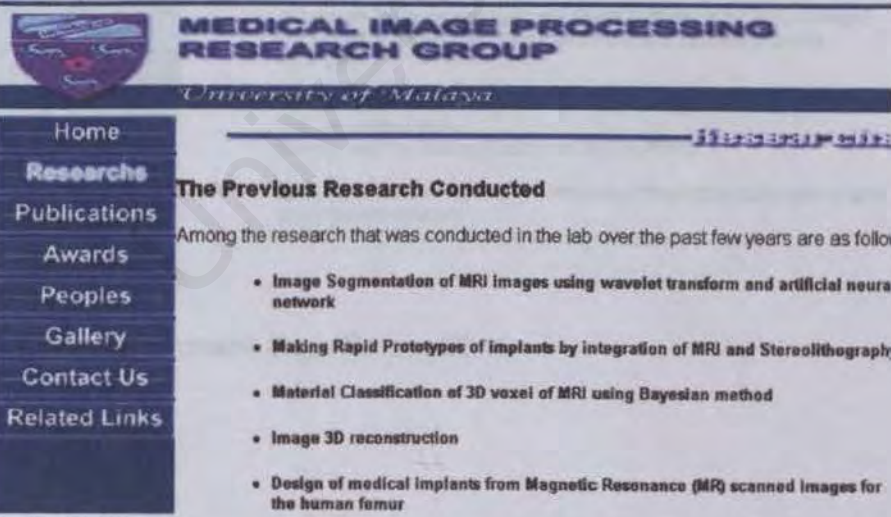 MEDICAL IMAGE PROCESSING
RESEARCH GROUP
University of Malaya
Home
Researchs
Publications
Awards
Peoples
Gallery
Contact Us
Related Links
The Previous Research Conducted
Among the research that was conducted in the lab over the past few years are as follow
• Image Segmentation of MRI images using wavelet transform and artificial neura
network
• Making Rapid Prototypes of implants by integration of MRI and Stereolithography
• Material Classification of 3D voxel of MRI using Bayesian method
• Image 3D reconstruction
• Design of medical implants from Magnetic Resonance (MR) scanned images for
the human femur